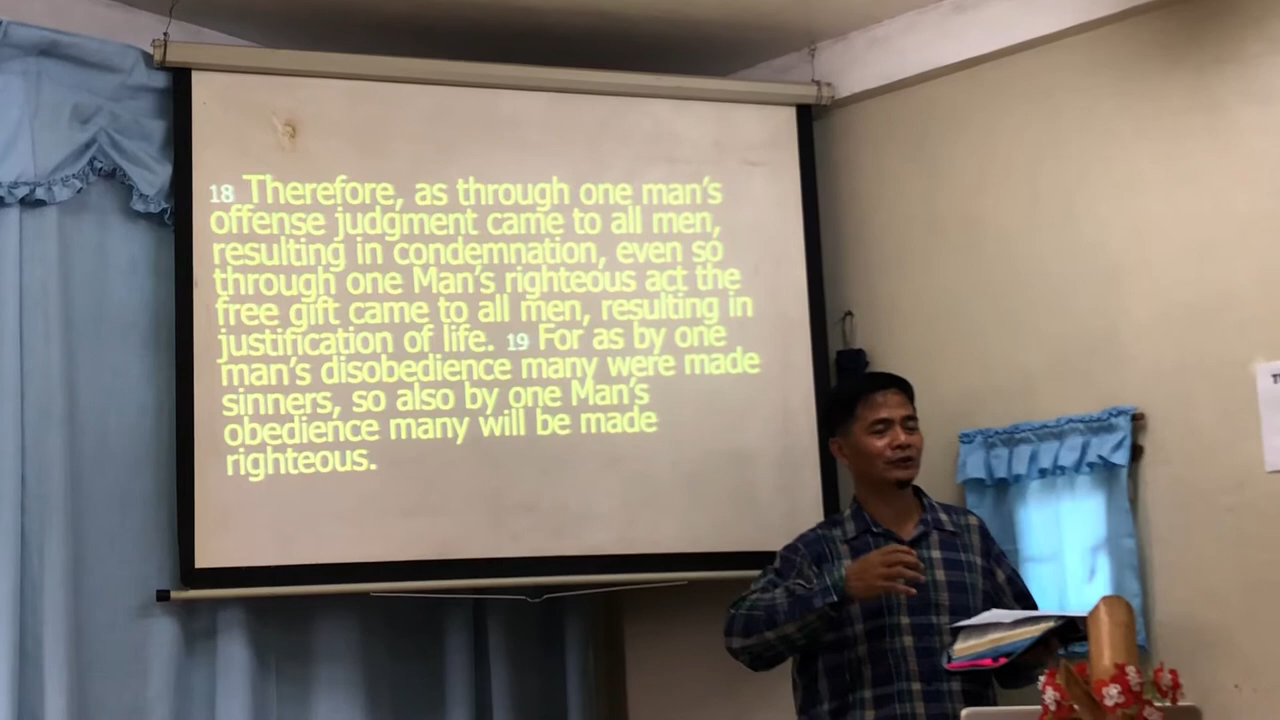 18 Therefore, as through one man's
offense judgment came to all men,
resulting in condemnation, even so
through one Man's righteous act the
free gift came to all men, resulting in
justification of life. 19 For as by one
man's disobedience many were made
sinners, so also by one Man's
obedience many will be made
righteous.